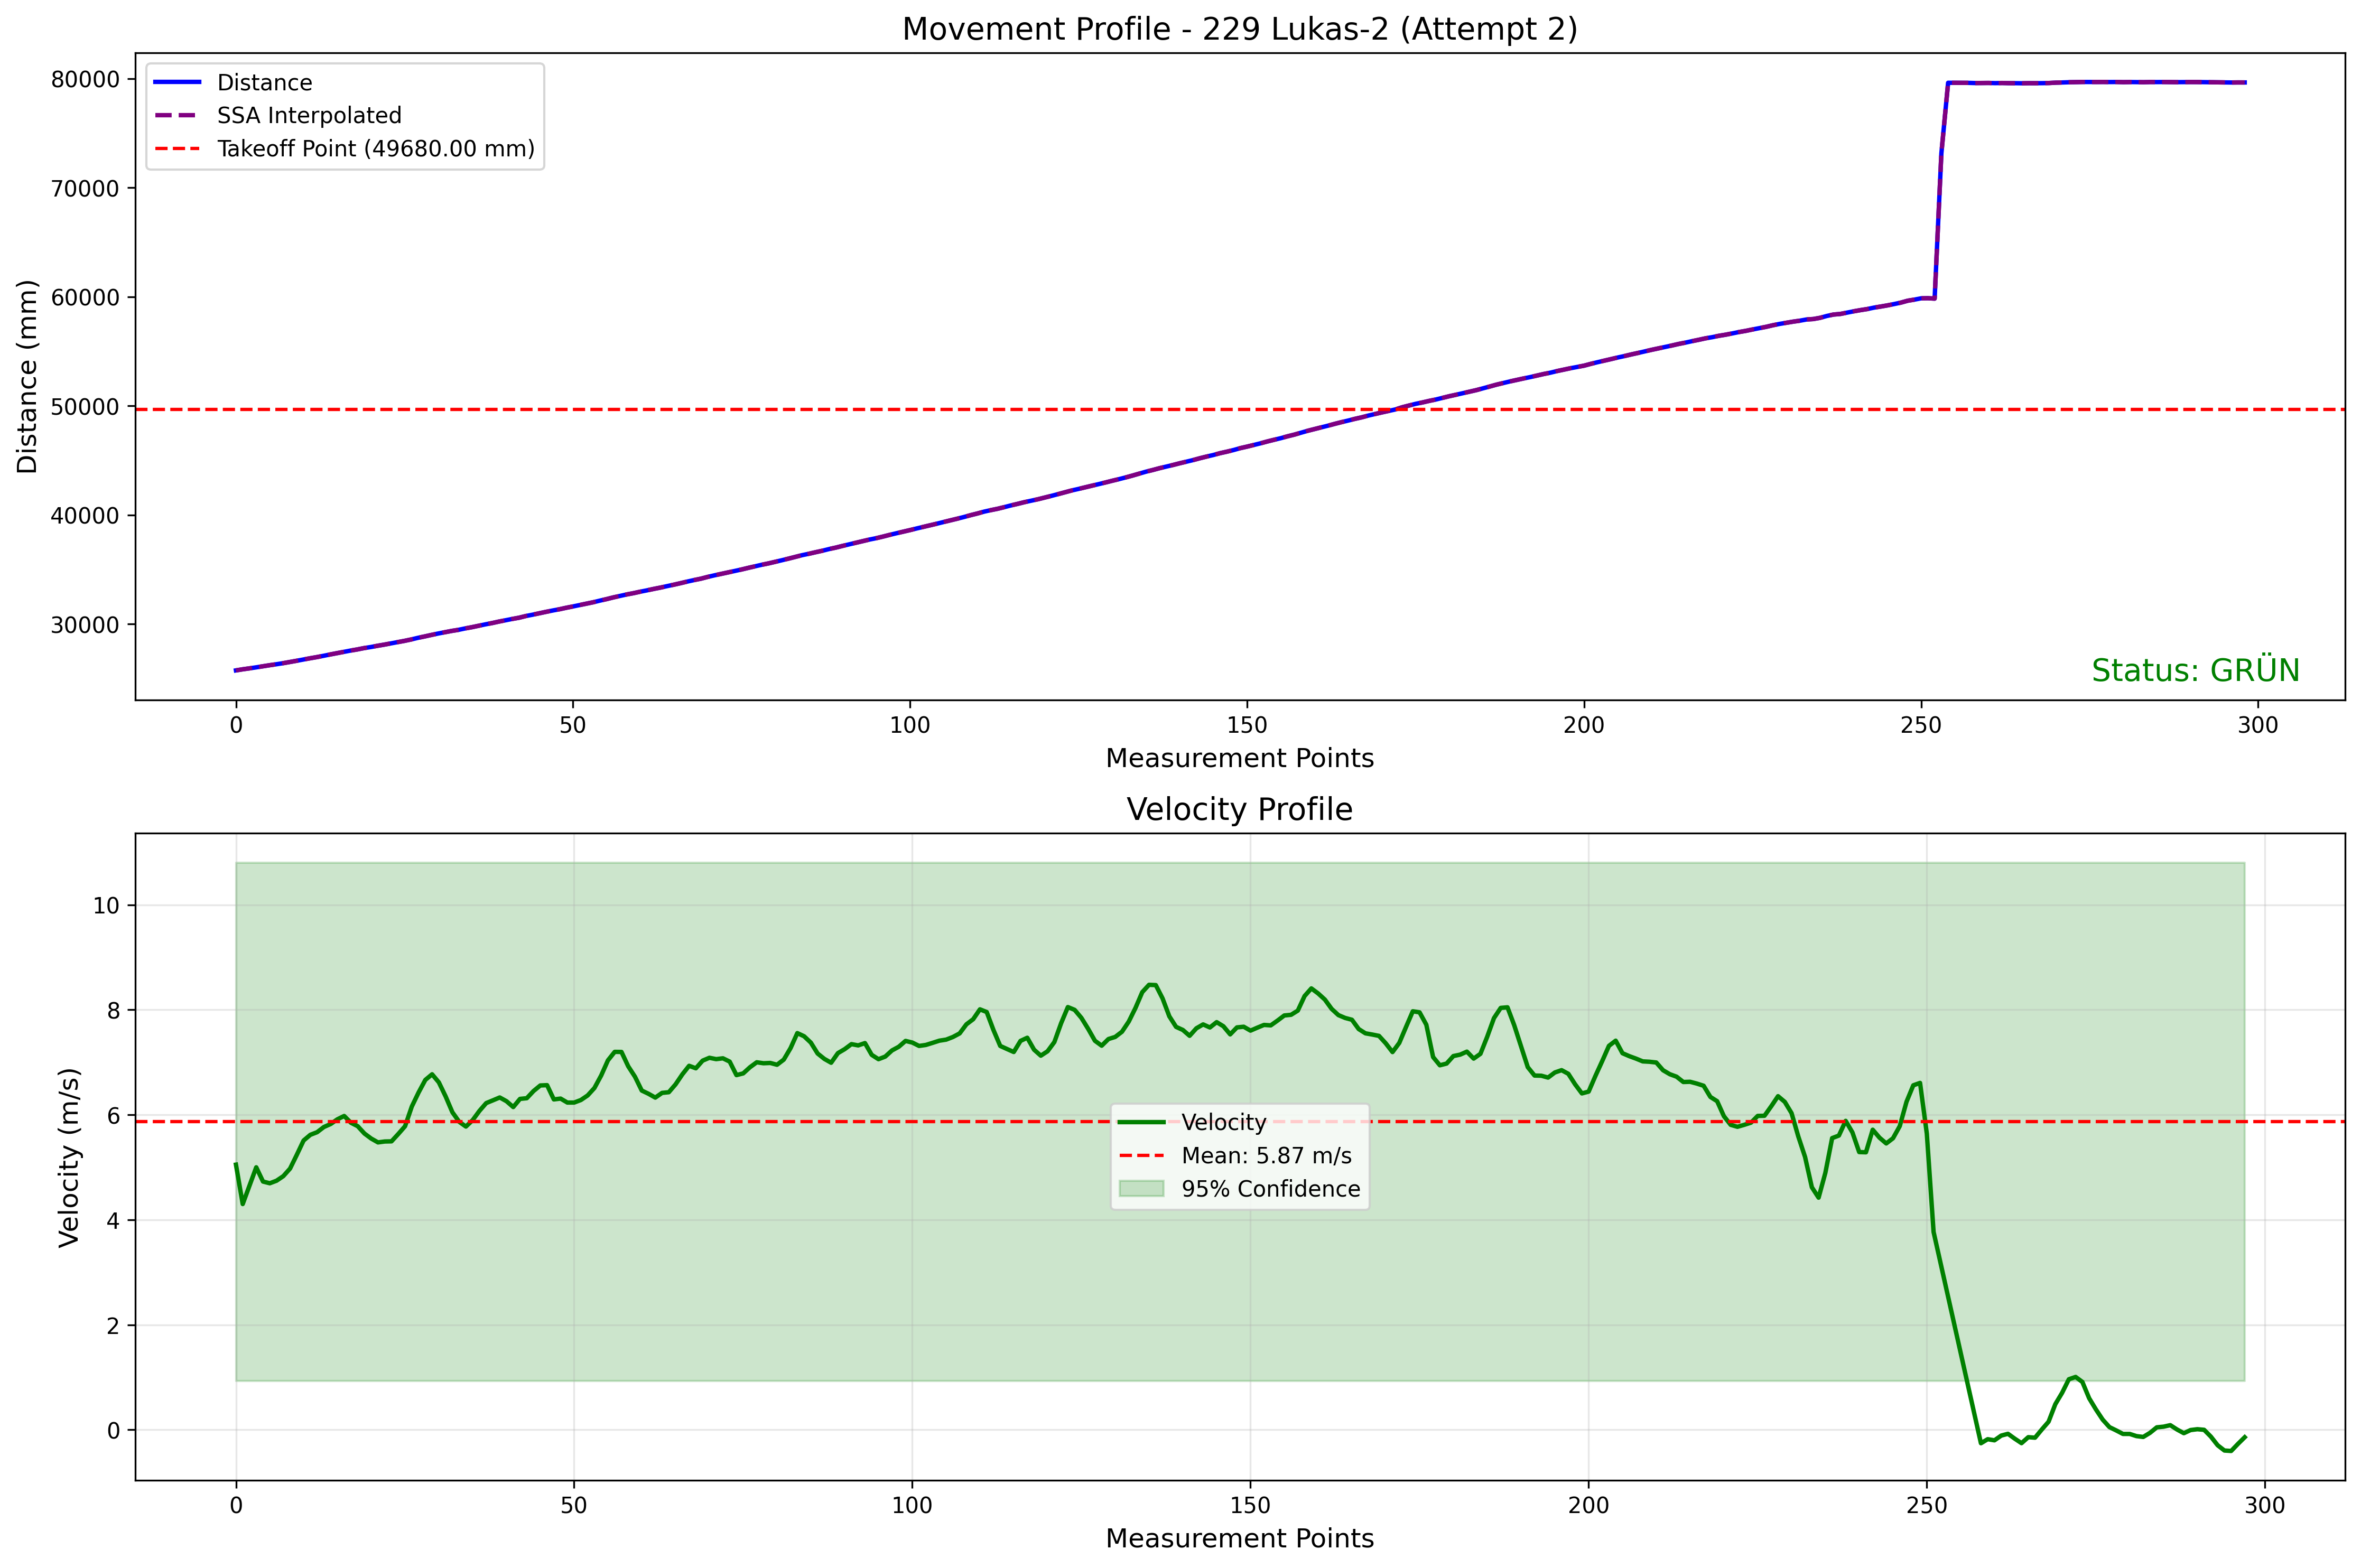 Movement Profile - 229 Lukas-2 (Attempt 2)
Distance
SSA Interpolated
Takeoff Point (49680.00 mm)
Distance (mm)
80000
70000
60000
50000
40000
30000
Status: GRÜN
0 50 100 150 200 250 300
Measurement Points
Velocity Profile
Velocity (m/s)
10
8
6
4
2
0
Velocity
Mean: 5.87 m/s
95% Confidence
0 50 100 150 200 250 300
Measurement Points